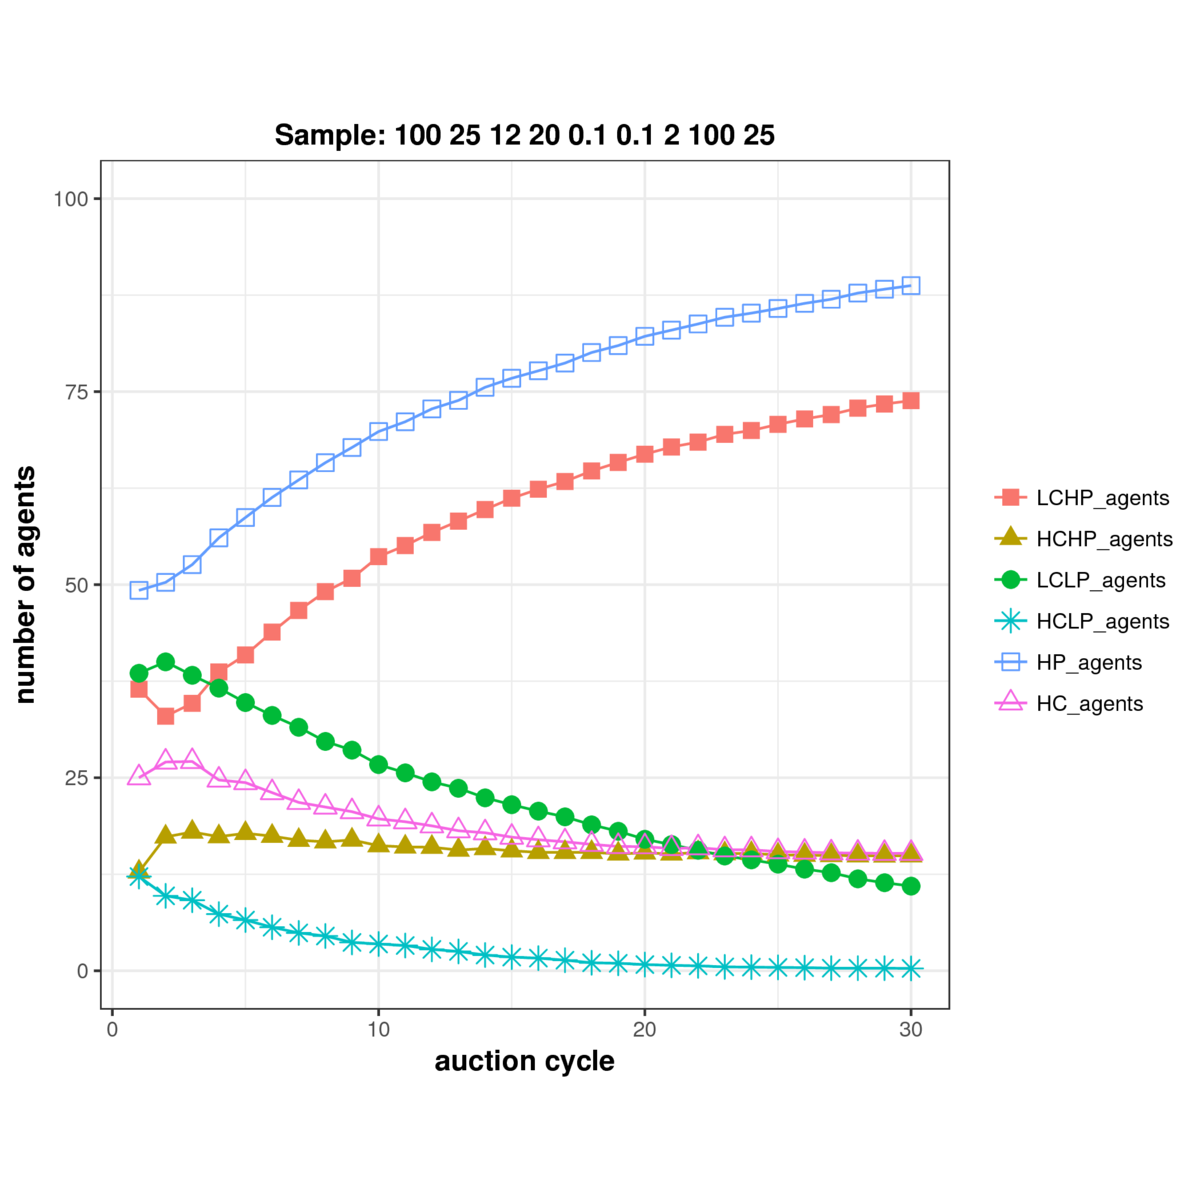 Sample: 100 25 12 20 0.1 0.1 2 100 25
100
75
50
25
0
0 10 20 30
auction cycle
number of agents
LCHP_agents
HCHP_agents
LCLP_agents
HCLP_agents
HP_agents
HC_agents